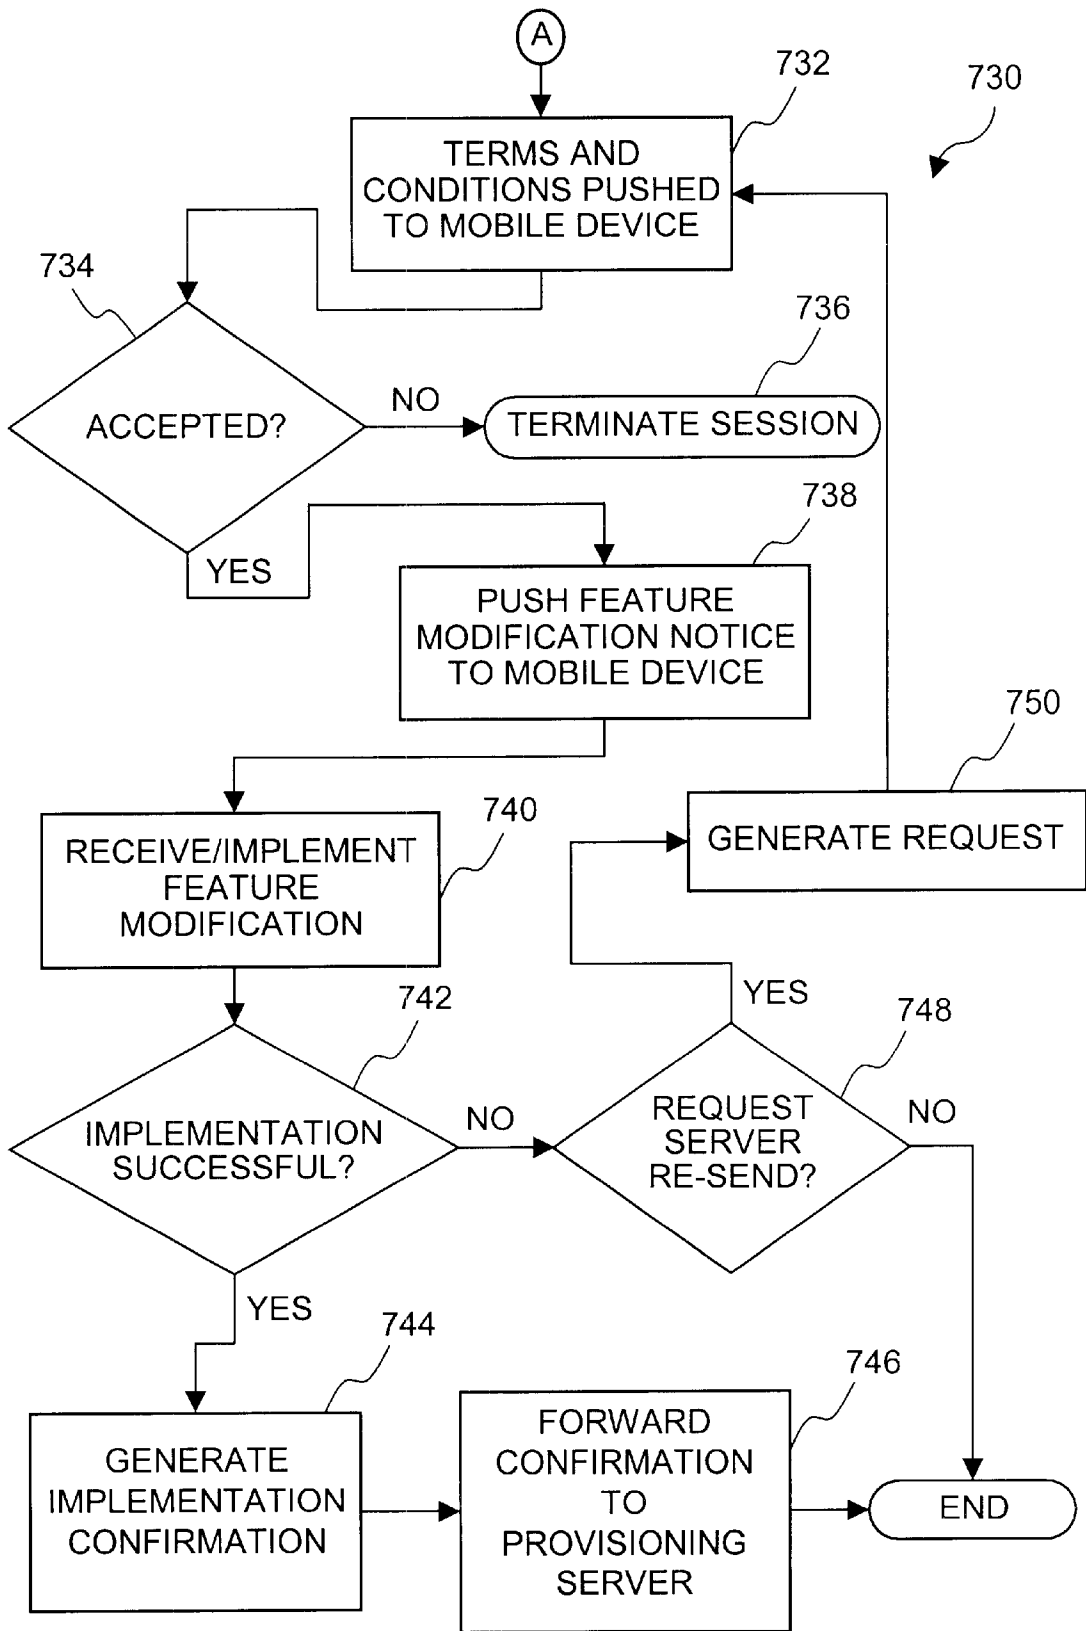 A
732
730
TERMS AND
CONDITIONS PUSHED
TO MOBILE DEVICE
734
736
ACCEPTED?
NO
TERMINATE SESSION
738
YES
PUSH FEATURE
MODIFICATION NOTICE
TO MOBILE DEVICE
750
740
GENERATE REQUEST
RECEIVE/IMPLEMENT
FEATURE
MODIFICATION
742
YES
748
IMPLEMENTATION
SUCCESSFUL?
NO
REQUEST
SERVER
RE-SEND?
NO
YES
744
746
GENERATE
IMPLEMENTATION
CONFIRMATION
FORWARD
CONFIRMATION
TO
PROVISIONING
SERVER
END